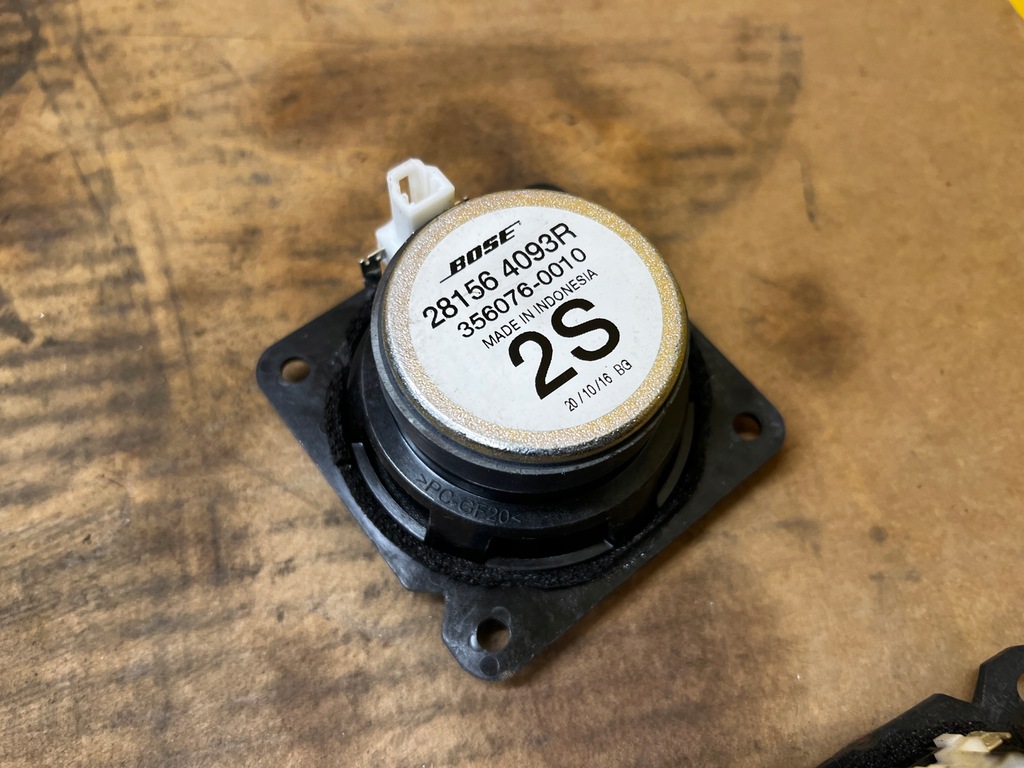 BOSE
28156 4093R
356076-0010
MADE IN INDONESIA
2S
20/10/16 BG
>PC-GF20<